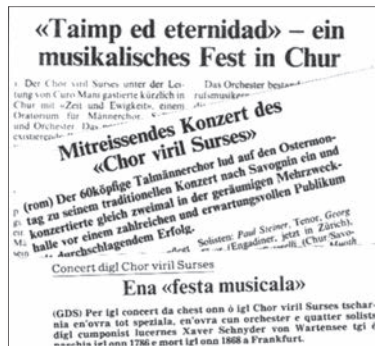 «Taimp ed eternidad» – ein
musikalisches Fest in Chur
Der Chor viril Surses unter der Lei-
tung von Curo Mani gastierte kürzlich in
Chur mit «Zeit und Ewigkeit», einem
Oratorium für Männerchor,
und Orchester. Das
Das Orchester bestand
Mitreissendes Konzert des
«Chor viril Surses»
(rom) Der 60köpfige Talmännerchor lud auf den Ostermon-
tag zu seinem traditionellen Konzert nach Savognin ein und
konzertierte gleich zweimal in der geräumigen Mehrzweck-
halle vor einem zahlreichen und erwartungsvollen Publikum
durchschlagendem Erfolg.
Solisten: Paul Steiner, Tenor, Georg
(Engadiner, jetzt in Zürich),
Concert digl Chor viril Surses
Ena «festa musicala»
(GDS) Per igl concert da chest onn ò igl Chor viril Surses tschar-
nia en'ovra tot speziala, en'ovra cun orchester e quatter solists
digl cumponist lucernes Xaver Schnyder von Wartensee tgi è
naschia igl onn 1786 e mort igl onn 1868 a Frankfurt.